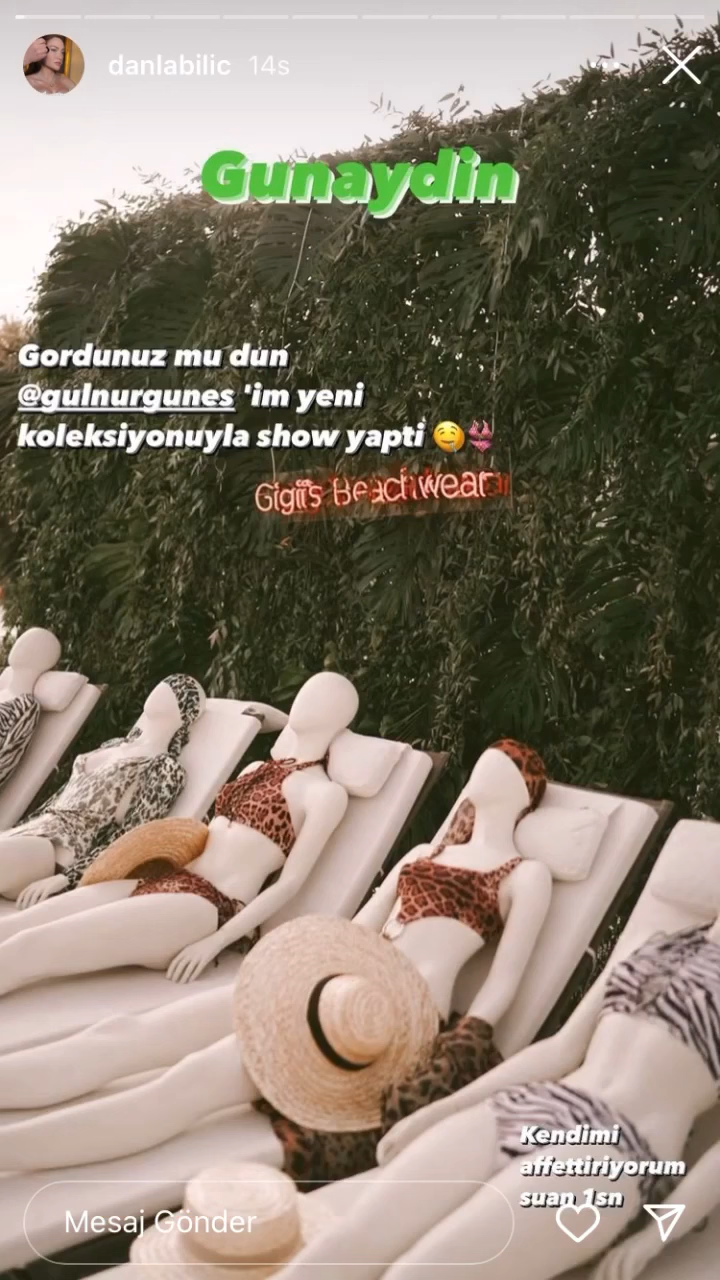 danlabilic 14s
Gunaydin
Gordunuz mu dun
@gulnurgunes 'im yeni
koleksiyonuyla show yapti 🤤👙
Gigii's Beachwear
Kendimi
affettiriyorum
suan 1sn
Mesaj Gönder